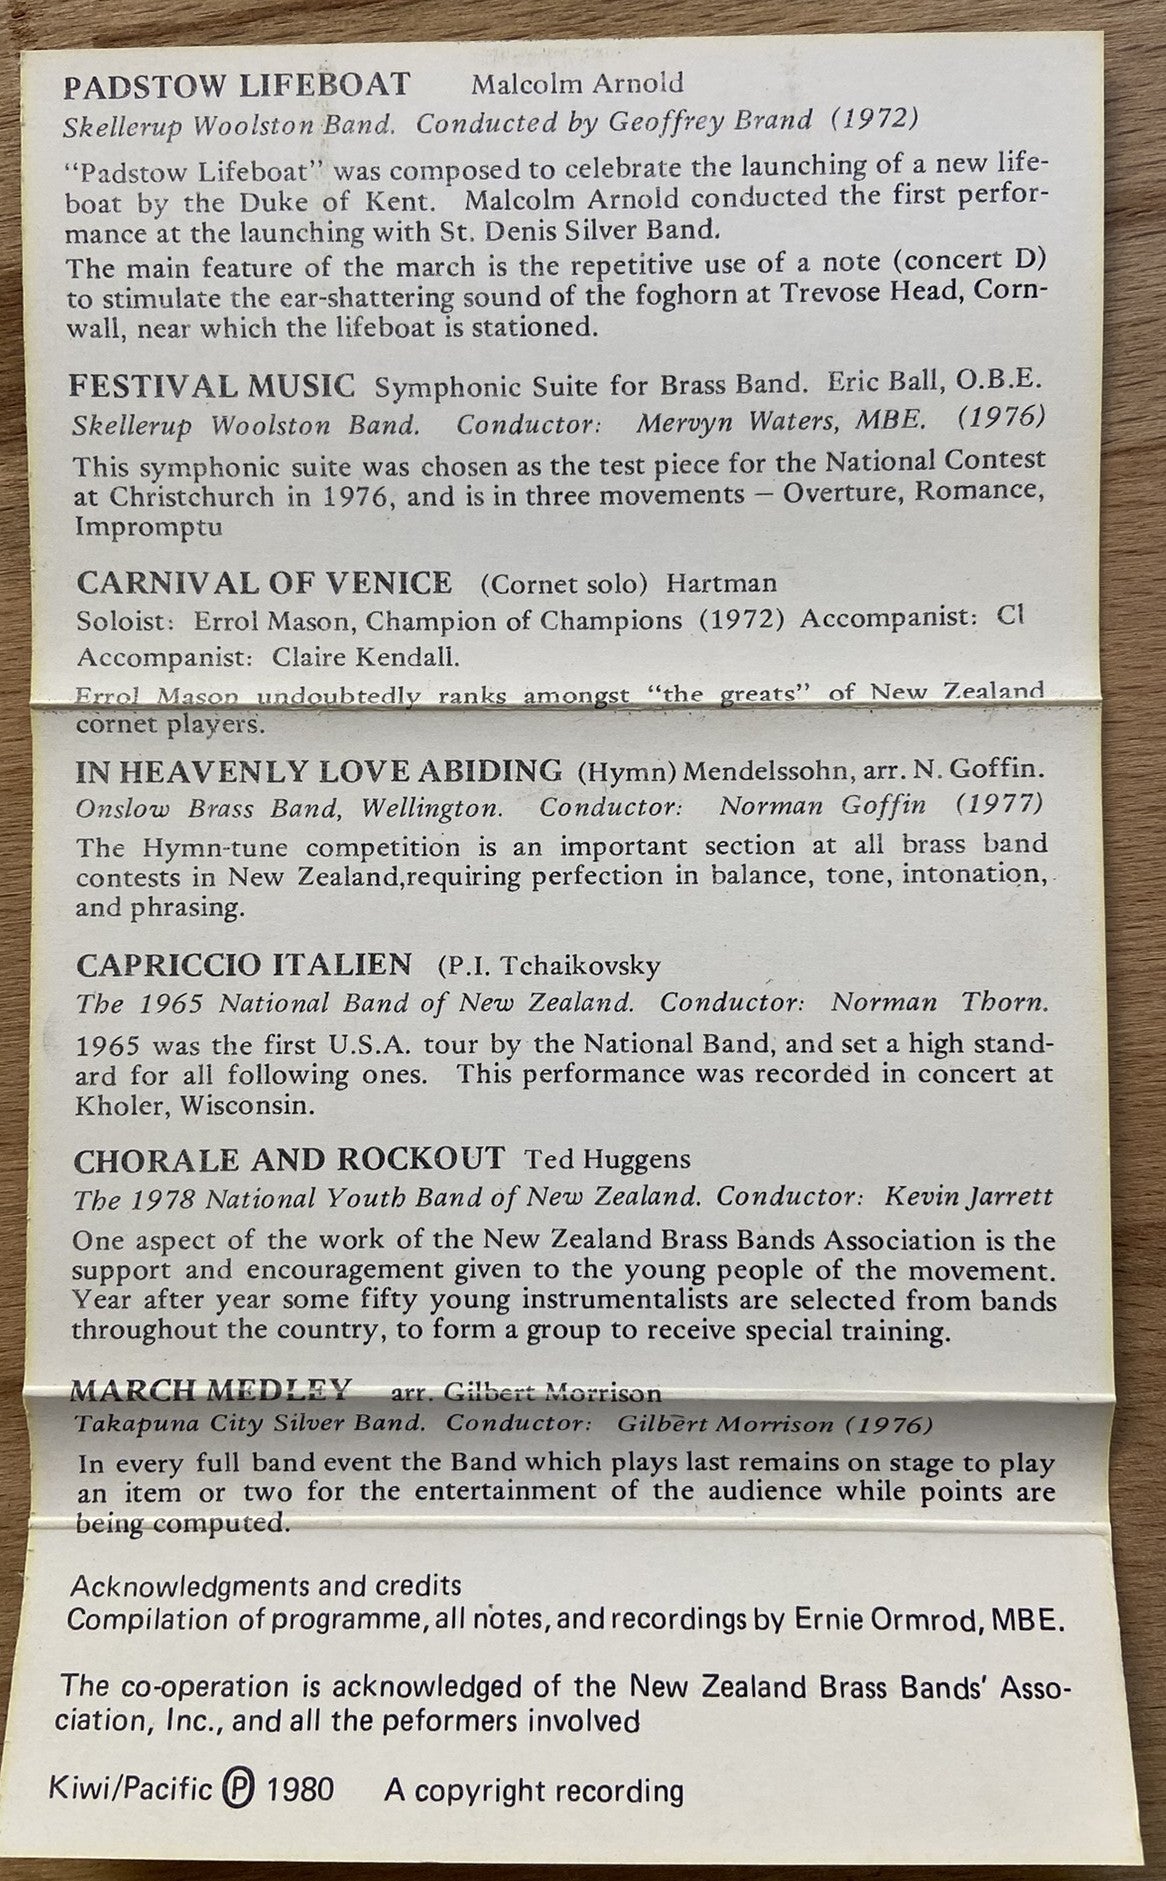 PADSTOW LIFEBOAT Malcolm Arnold
Skellerup Woolston Band. Conducted by Geoffrey Brand (1972)
“Padstow Lifeboat” was composed to celebrate the launching of a new life-
boat by the Duke of Kent. Malcolm Arnold conducted the first perfor-
mance at the launching with St. Denis Silver Band.
The main feature of the march is the repetitive use of a note (concert D)
to stimulate the ear-shattering sound of the foghorn at Trevose Head, Corn-
wall, near which the lifeboat is stationed.
FESTIVAL MUSIC Symphonic Suite for Brass Band. Eric Ball, O.B.E.
Skellerup Woolston Band. Conductor: Mervyn Waters, MBE. (1976)
This symphonic suite was chosen as the test piece for the National Contest
at Christchurch in 1976, and is in three movements – Overture, Romance,
Impromptu
CARNIVAL OF VENICE (Cornet solo) Hartman
Soloist: Errol Mason, Champion of Champions (1972) Accompanist: Cl
Accompanist: Claire Kendall.
Errol Mason undoubtedly ranks amongst “the greats” of New Zealand
cornet players.
IN HEAVENLY LOVE ABIDING (Hymn) Mendelssohn, arr. N. Goffin.
Onslow Brass Band, Wellington. Conductor: Norman Goffin (1977)
The Hymn-tune competition is an important section at all brass band
contests in New Zealand,requiring perfection in balance, tone, intonation,
and phrasing.
CAPRICCIO ITALIEN (P.I. Tchaikovsky
The 1965 National Band of New Zealand. Conductor: Norman Thorn.
1965 was the first U.S.A. tour by the National Band, and set a high stand-
ard for all following ones. This performance was recorded in concert at
Kholer, Wisconsin.
CHORALE AND ROCKOUT Ted Huggens
The 1978 National Youth Band of New Zealand. Conductor: Kevin Jarrett
One aspect of the work of the New Zealand Brass Bands Association is the
support and encouragement given to the young people of the movement.
Year after year some fifty young instrumentalists are selected from bands
throughout the country, to form a group to receive special training.
MARCH MEDLEY arr. Gilbert Morrison
Takapuna City Silver Band. Conductor: Gilbert Morrison (1976)
In every full band event the Band which plays last remains on stage to play
an item or two for the entertainment of the audience while points are
being computed.
Acknowledgments and credits
Compilation of programme, all notes, and recordings by Ernie Ormrod, MBE.
The co-operation is acknowledged of the New Zealand Brass Bands' Asso-
ciation, Inc., and all the peformers involved
Kiwi/Pacific Ⓟ 1980 A copyright recording